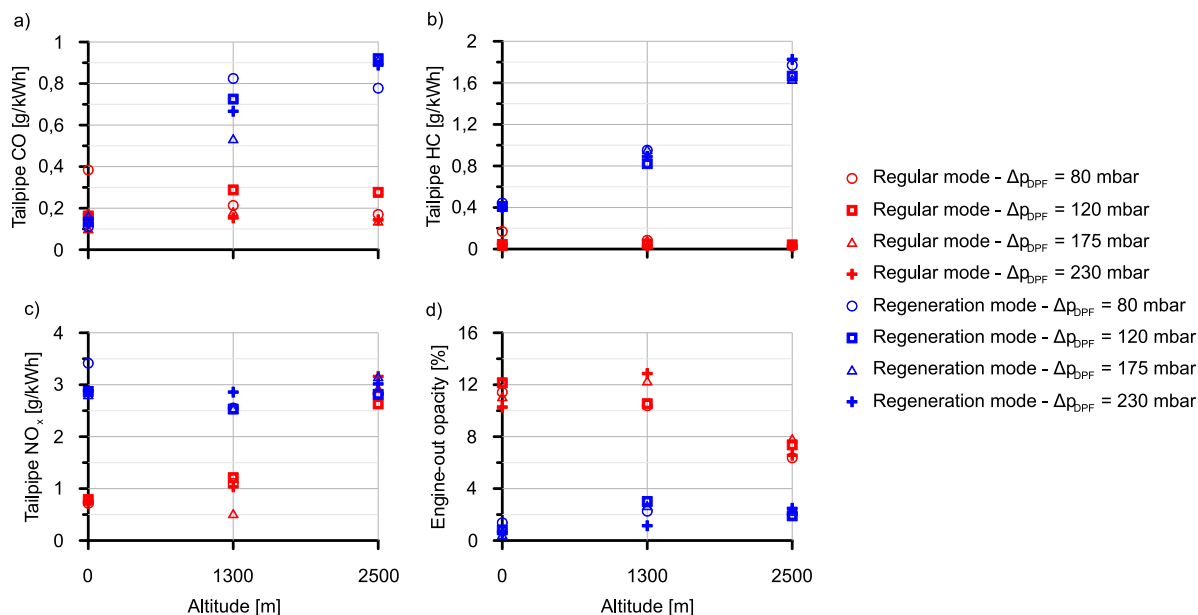 a)
Tailpipe CO [g/kWh]
1
0,8
0,6
0,4
0,2
0
b)
Tailpipe HC [g/kWh]
2
1,6
1,2
0,8
0,4
0
c)
Tailpipe NOx [g/kWh]
4
3
2
1
0
0 1300 2500
Altitude [m]
d)
Engine-out opacity [%]
16
12
8
4
0
0 1300 2500
Altitude [m]
Regular mode - ΔpDPF = 80 mbar
Regular mode - ΔpDPF = 120 mbar
Regular mode - ΔpDPF = 175 mbar
Regular mode - ΔpDPF = 230 mbar
Regeneration mode - ΔpDPF = 80 mbar
Regeneration mode - ΔpDPF = 120 mbar
Regeneration mode - ΔpDPF = 175 mbar
Regeneration mode - ΔpDPF = 230 mbar